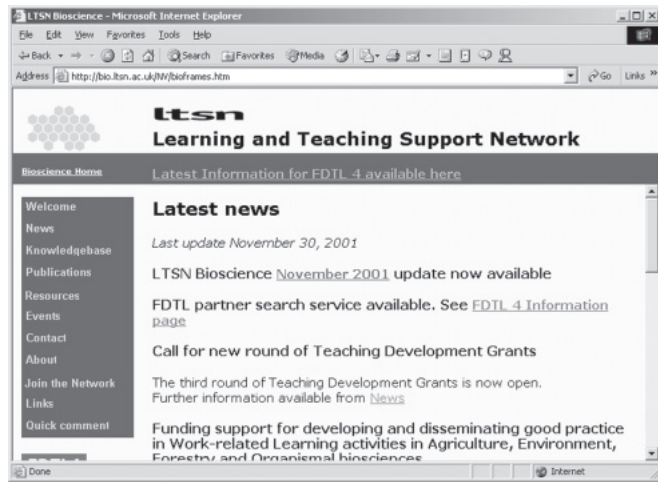 LTSN Bioscience - Microsoft Internet Explorer
File Edit View Favorites Tools Help
Back Search Favorites Media
Address http://bio.ltsn.ac.uk/NV/bioframes.htm Go Links »
ltsn
Learning and Teaching Support Network
Bioscience Home
Latest Information for FDTL 4 available here
Welcome
News
Knowledgebase
Publications
Resources
Events
Contact
About
Join the Network
Links
Quick comment
Latest news
Last update November 30, 2001
LTSN Bioscience November 2001 update now available
FDTL partner search service available. See FDTL 4 Information
page
Call for new round of Teaching Development Grants
The third round of Teaching Development Grants is now open.
Further information available from News
Funding support for developing and disseminating good practice
in Work-related Learning activities in Agriculture, Environment,
Forestry and Organismal biosciences
Done Internet